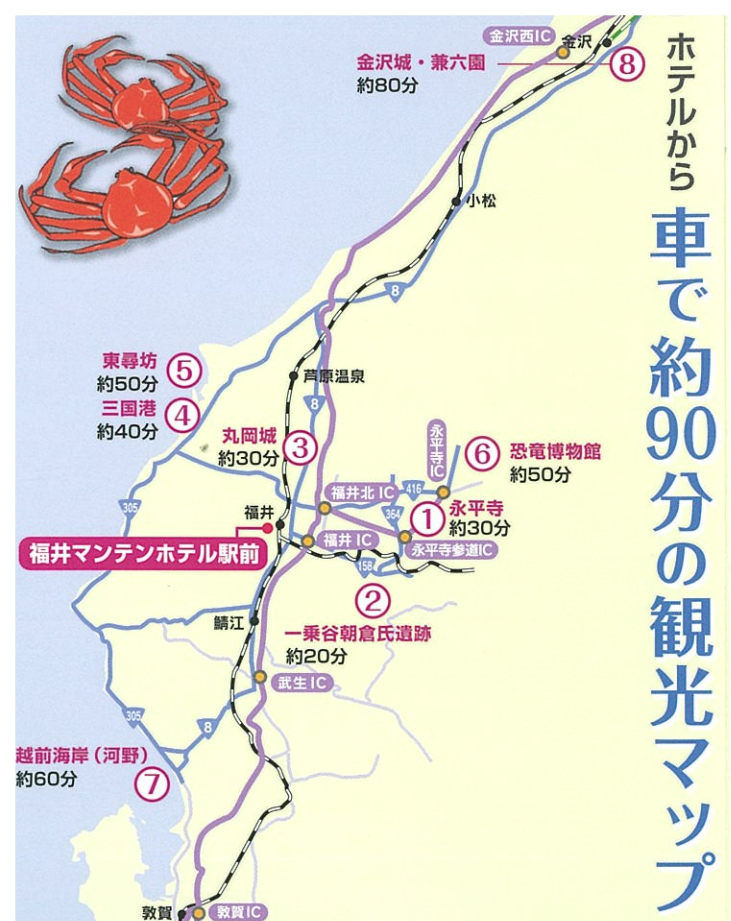 ホテルから
車で約90分の観光マップ
金沢西IC
金沢
金沢城・兼六園
約80分
⑧
小松
8
東尋坊
約50分
⑤
三国港
約40分
④
芦原温泉
8
丸岡城
約30分
③
永平寺IC
⑥
恐竜博物館
約50分
福井北IC
416
364
①
永平寺
約30分
305
福井
福井IC
永平寺参道IC
福井マンテンホテル駅前
158
②
一乗谷朝倉氏遺跡
約20分
鯖江
武生IC
305
8
越前海岸（河野）
約60分
⑦
敦賀
敦賀IC